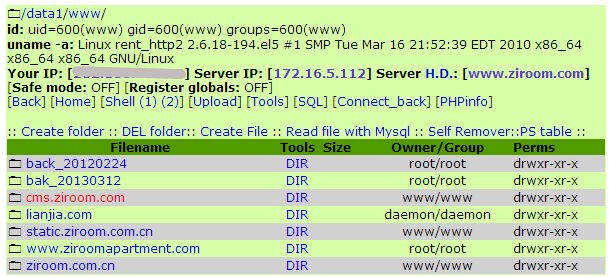 /data1/www/
id: uid=600(www) gid=600(www) groups=600(www)
uname -a: Linux rent_http2 2.6.18-194.el5 #1 SMP Tue Mar 16 21:52:39 EDT 2010 x86_64
x86_64 x86_64 GNU/Linux
Your IP: [ ] Server IP: [172.16.5.112] Server H.D.: [www.ziroom.com]
[Safe mode: OFF] [Register globals: OFF]
[Back] [Home] [Shell (1) (2)] [Upload] [Tools] [SQL] [Connect_back] [PHPinfo]
:: Create folder :: DEL folder:: Create File :: Read file with Mysql :: Self Remover::PS table ::
Filename Tools Size Owner/Group Perms
back_20120224 DIR root/root drwxr-xr-x
bak_20130312 DIR root/root drwxr-xr-x
cms.ziroom.com DIR www/www drwxr-xr-x
lianjia.com DIR daemon/daemon drwxr-xr-x
static.ziroom.com.cn DIR www/www drwxr-xr-x
www.ziroomapartment.com DIR root/root drwxr-xr-x
ziroom.com.cn DIR www/www drwxr-xr-x